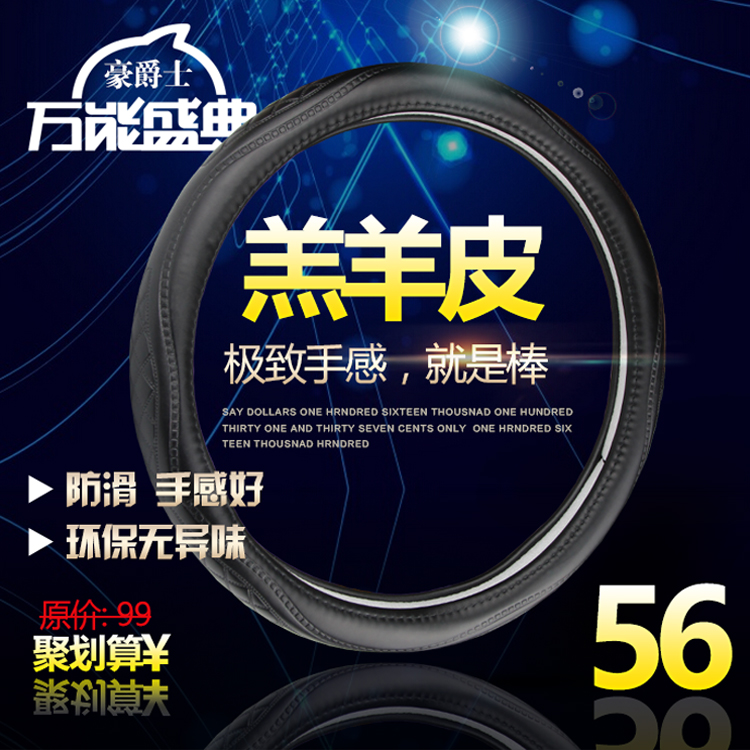 豪爵士
万能盛典
羔羊皮
极致手感，就是棒
SAY DOLLARS ONE HRNDRED SIXTEEN THOUSNAD ONE HUNDRED
THIRTY ONE AND THIRTY SEVEN CENTS ONLY ONE HRNDRED SIX
TEEN THOUSNAD HRNDRED
防滑 手感好
环保无异味
原价: 99
聚划算¥
56